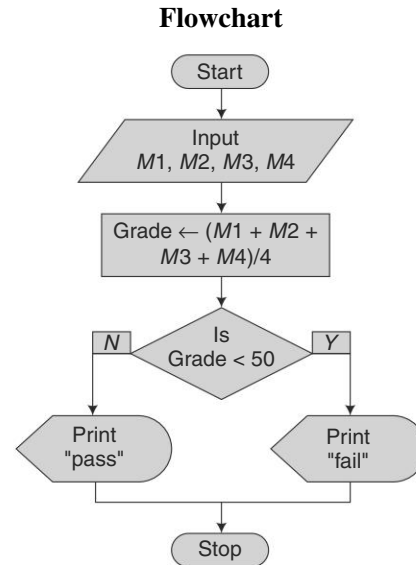 Flowchart
Start
Input
M1, M2, M3, M4
Grade ← (M1 + M2 +
M3 + M4)/4
N
Is
Grade < 50
Y
Print
"pass"
Print
"fail"
Stop